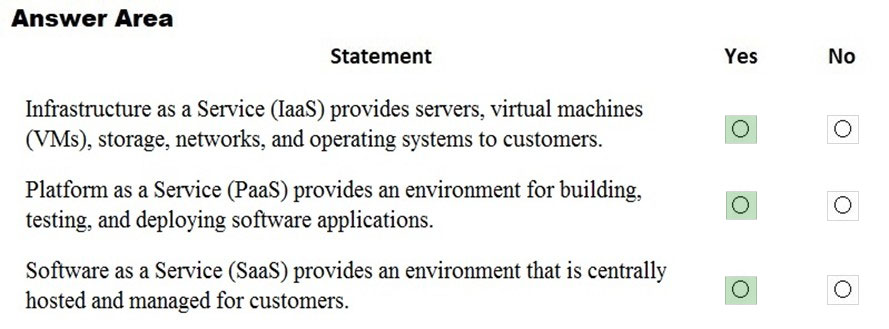 Answer Area
Statement Yes No
Infrastructure as a Service (IaaS) provides servers, virtual machines
(VMs), storage, networks, and operating systems to customers.
Platform as a Service (PaaS) provides an environment for building,
testing, and deploying software applications.
Software as a Service (SaaS) provides an environment that is centrally
hosted and managed for customers.